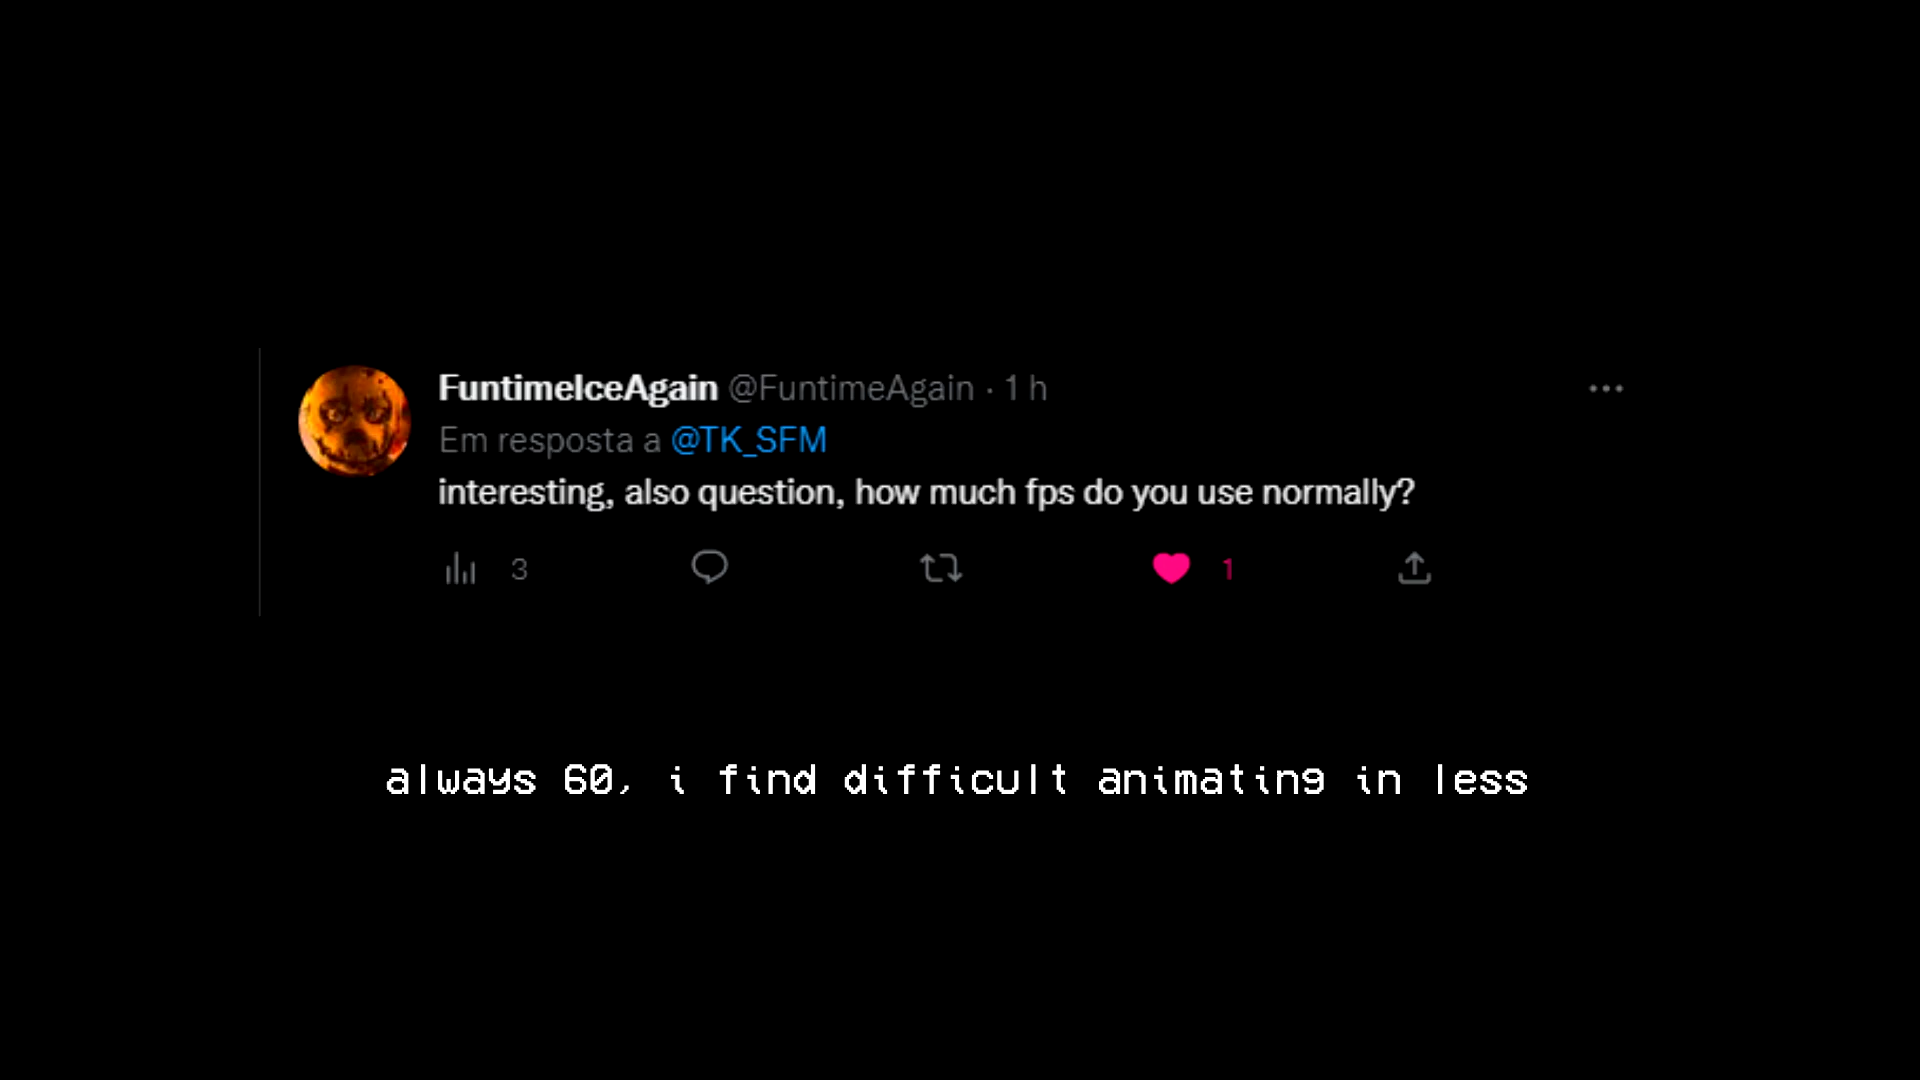 FuntimeIceAgain @FuntimeAgain · 1 h
Em resposta a @TK_SFM
interesting, also question, how much fps do you use normally?
3 1
always 60, i find difficult animating in less